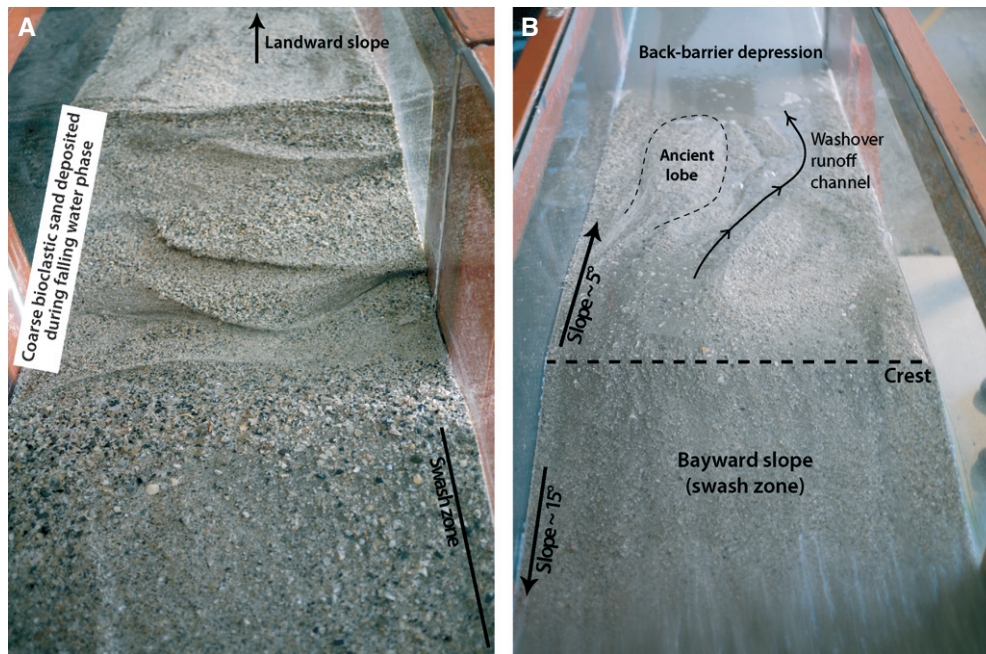 A
Landward slope
Coarse bioclastic sand deposited
during falling water phase
Swash zone
B
Back-barrier depression
Ancient
lobe
Washover
runoff
channel
Slope ~ 5°
Crest
Bayward slope
(swash zone)
Slope ~ 15°